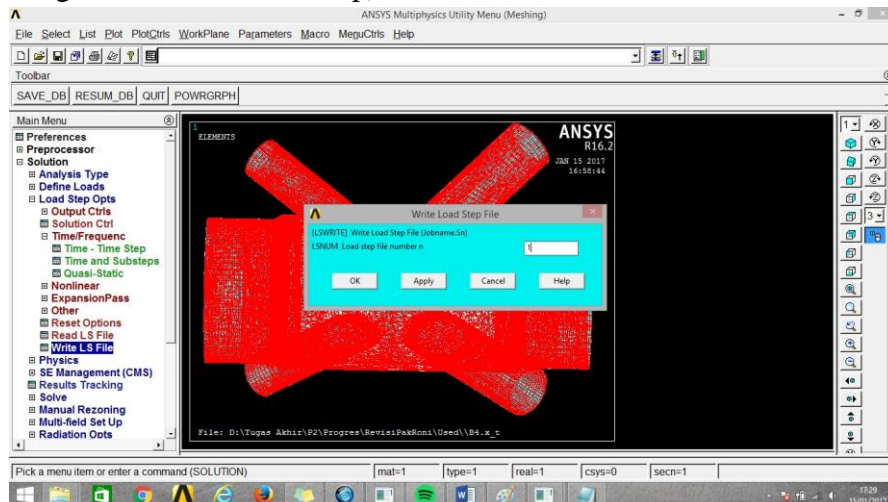 ANSYS Multiphysics Utility Menu (Meshing)
File Select List Plot PlotCtrls WorkPlane Parameters Macro MenuCtrls Help
Toolbar
SAVE_DB RESUM_DB QUIT POWRGRPH
Main Menu
Preferences
Preprocessor
Solution
Analysis Type
Define Loads
Load Step Opts
Output Ctrls
Solution Ctrl
Time/Frequenc
Time - Time Step
Time and Substeps
Quasi-Static
Nonlinear
ExpansionPass
Other
Reset Options
Read LS File
Write LS File
Physics
SE Management (CMS)
Results Tracking
Solve
Manual Rezoning
Multi-field Set Up
Radiation Opts
1
ELEMENTS
ANSYS
R16.2
JAN 15 2017
16:58:44
Write Load Step File
[LSWRITE] Write Load Step File (Jobname.Sn)
LSNUM Load step file number n
1
OK Apply Cancel Help
File: D:\Tugas Akhir\P2\Progres\RevisiPakRoni\Used\\B4.x_t
1
3
Pick a menu item or enter a command (SOLUTION) mat=1 type=1 real=1 csys=0 secn=1
17:29
15/01/2017